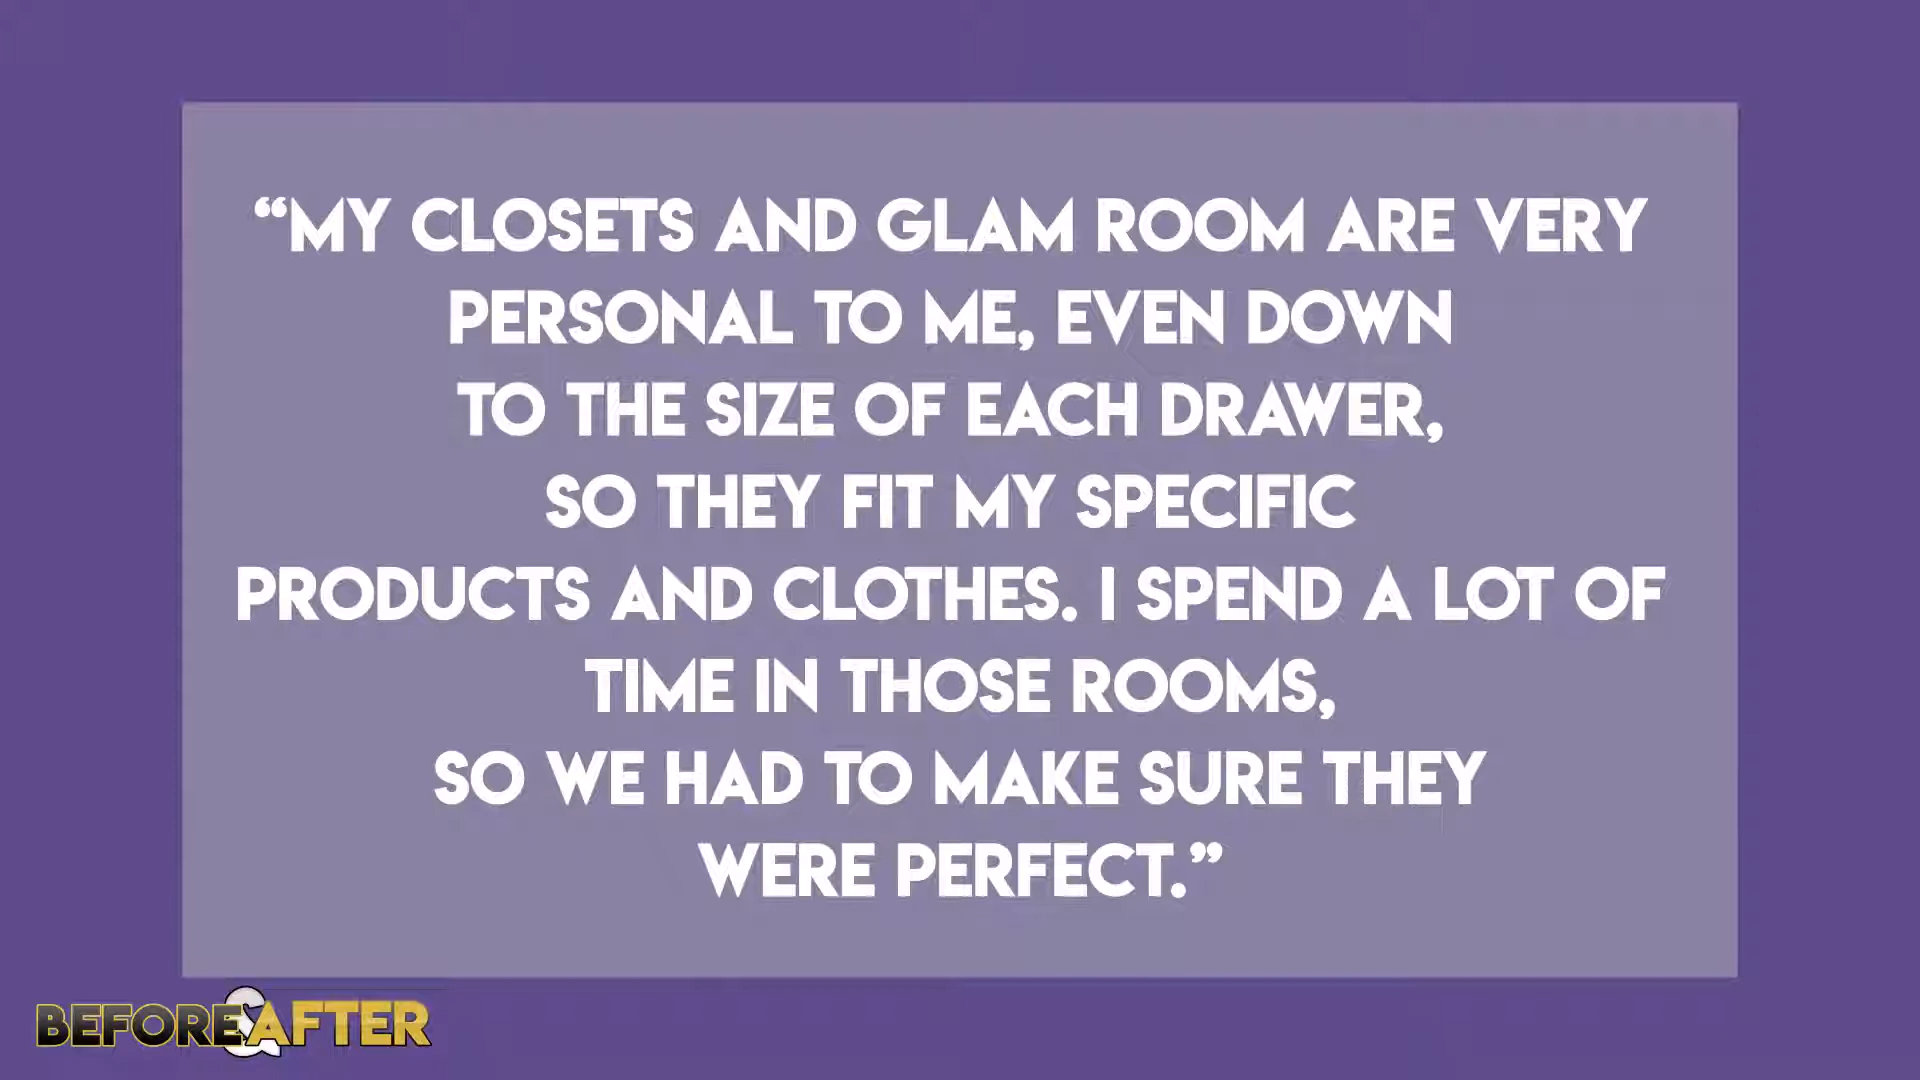 “MY CLOSETS AND GLAM ROOM ARE VERY
PERSONAL TO ME, EVEN DOWN
TO THE SIZE OF EACH DRAWER,
SO THEY FIT MY SPECIFIC
PRODUCTS AND CLOTHES. I SPEND A LOT OF
TIME IN THOSE ROOMS,
SO WE HAD TO MAKE SURE THEY
WERE PERFECT.”
BEFORE&AFTER